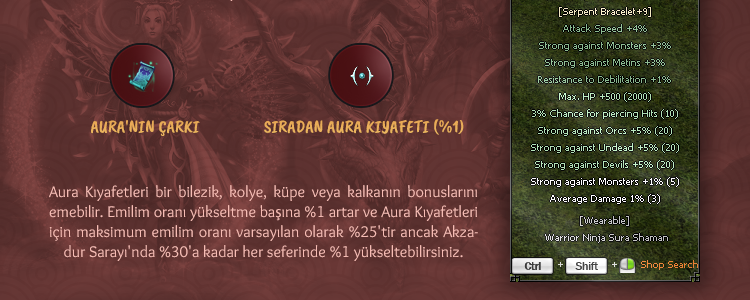 AURA'NIN ÇARKI
SIRADAN AURA KIYAFETİ (%1)
Aura Kıyafetleri bir bilezik, kolye, küpe veya kalkanın bonuslarını
emebilir. Emilim oranı yükseltme başına %1 artar ve Aura Kıyafetleri
için maksimum emilim oranı varsayılan olarak %25'tir ancak Akza-
dur Sarayı'nda %30'a kadar her seferinde %1 yükseltebilirsiniz.
[Serpent Bracelet+9]
Attack Speed +4%
Strong against Monsters +3%
Strong against Metins +3%
Resistance to Debilitation +1%
Max. HP +500 (2000)
3% Chance for piercing Hits (10)
Strong against Orcs +5% (20)
Strong against Undead +5% (20)
Strong against Devils +5% (20)
Strong against Monsters +1% (5)
Average Damage 1% (3)
[Wearable]
Warrior Ninja Sura Shaman
Ctrl + Shift + Shop Search